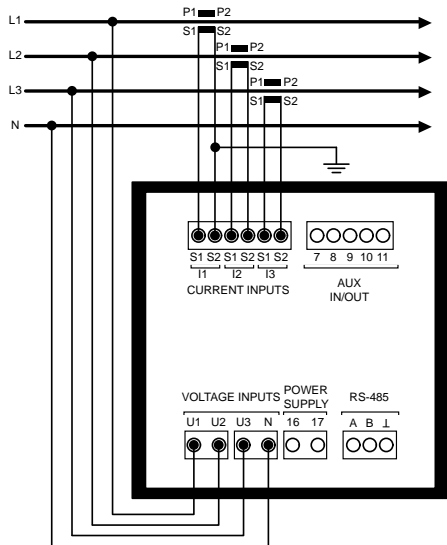 L1 P1 P2
S1 S2
L2 P1 P2
S1 S2
L3 P1 P2
S1 S2
N
S1 S2 S1 S2 S1 S2
I1 I2 I3
CURRENT INPUTS
7 8 9 10 11
AUX
IN/OUT
VOLTAGE INPUTS
U1 U2 U3 N
POWER
SUPPLY
16 17
RS-485
A B ⊥